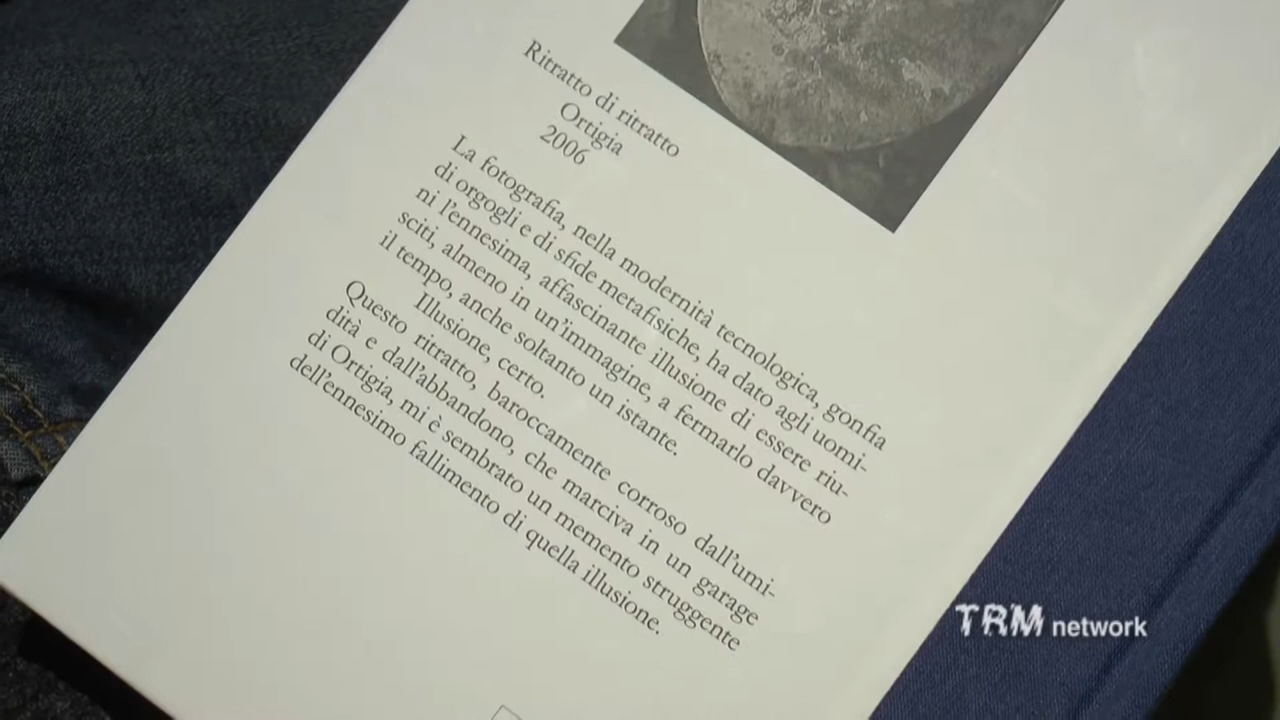 Ritratto di ritratto
Ortigia
2006
La fotografia, nella modernità tecnologica, gonfia
di orgogli e di sfide metafisiche, ha dato agli uomi-
ni l'ennesima, affascinante illusione di essere riu-
sciti, almeno in un'immagine, a fermarlo davvero
il tempo, anche soltanto un istante.
Illusione, certo.
Questo ritratto, baroccamente corroso dall'umi-
dità e dall'abbandono, che marciva in un garage
di Ortigia, mi è sembrato un memento struggente
dell'ennesimo fallimento di quella illusione.
TRM network